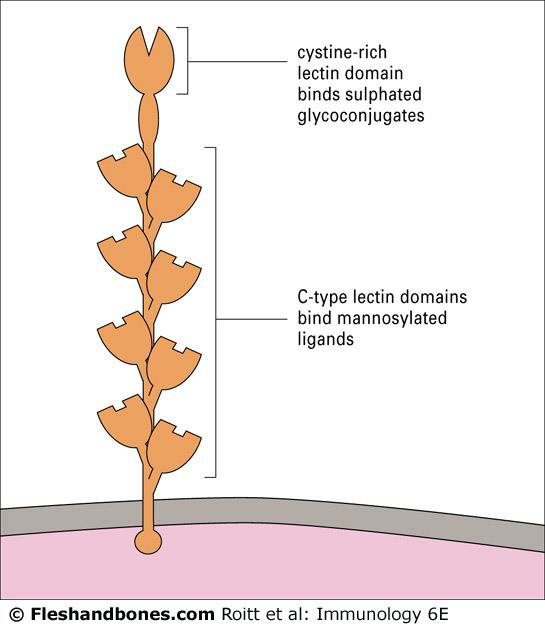 cystine-rich
lectin domain
binds sulphated
glycoconjugates
C-type lectin domains
bind mannosylated
ligands
© Fleshandbones.com Roitt et al: Immunology 6E